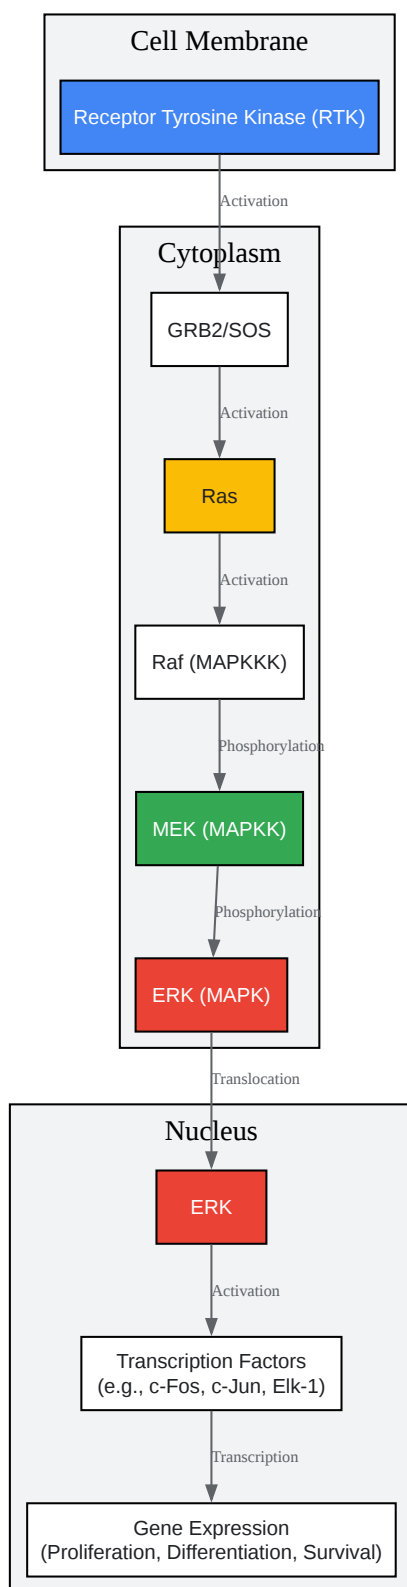 Cell Membrane
Receptor Tyrosine Kinase (RTK)
Activation
Cytoplasm
GRB2/SOS
Activation
Ras
Activation
Raf (MAPKKK)
Phosphorylation
MEK (MAPKK)
Phosphorylation
ERK (MAPK)
Translocation
Nucleus
ERK
Activation
Transcription Factors
(e.g., c-Fos, c-Jun, Elk-1)
Transcription
Gene Expression
(Proliferation, Differentiation, Survival)